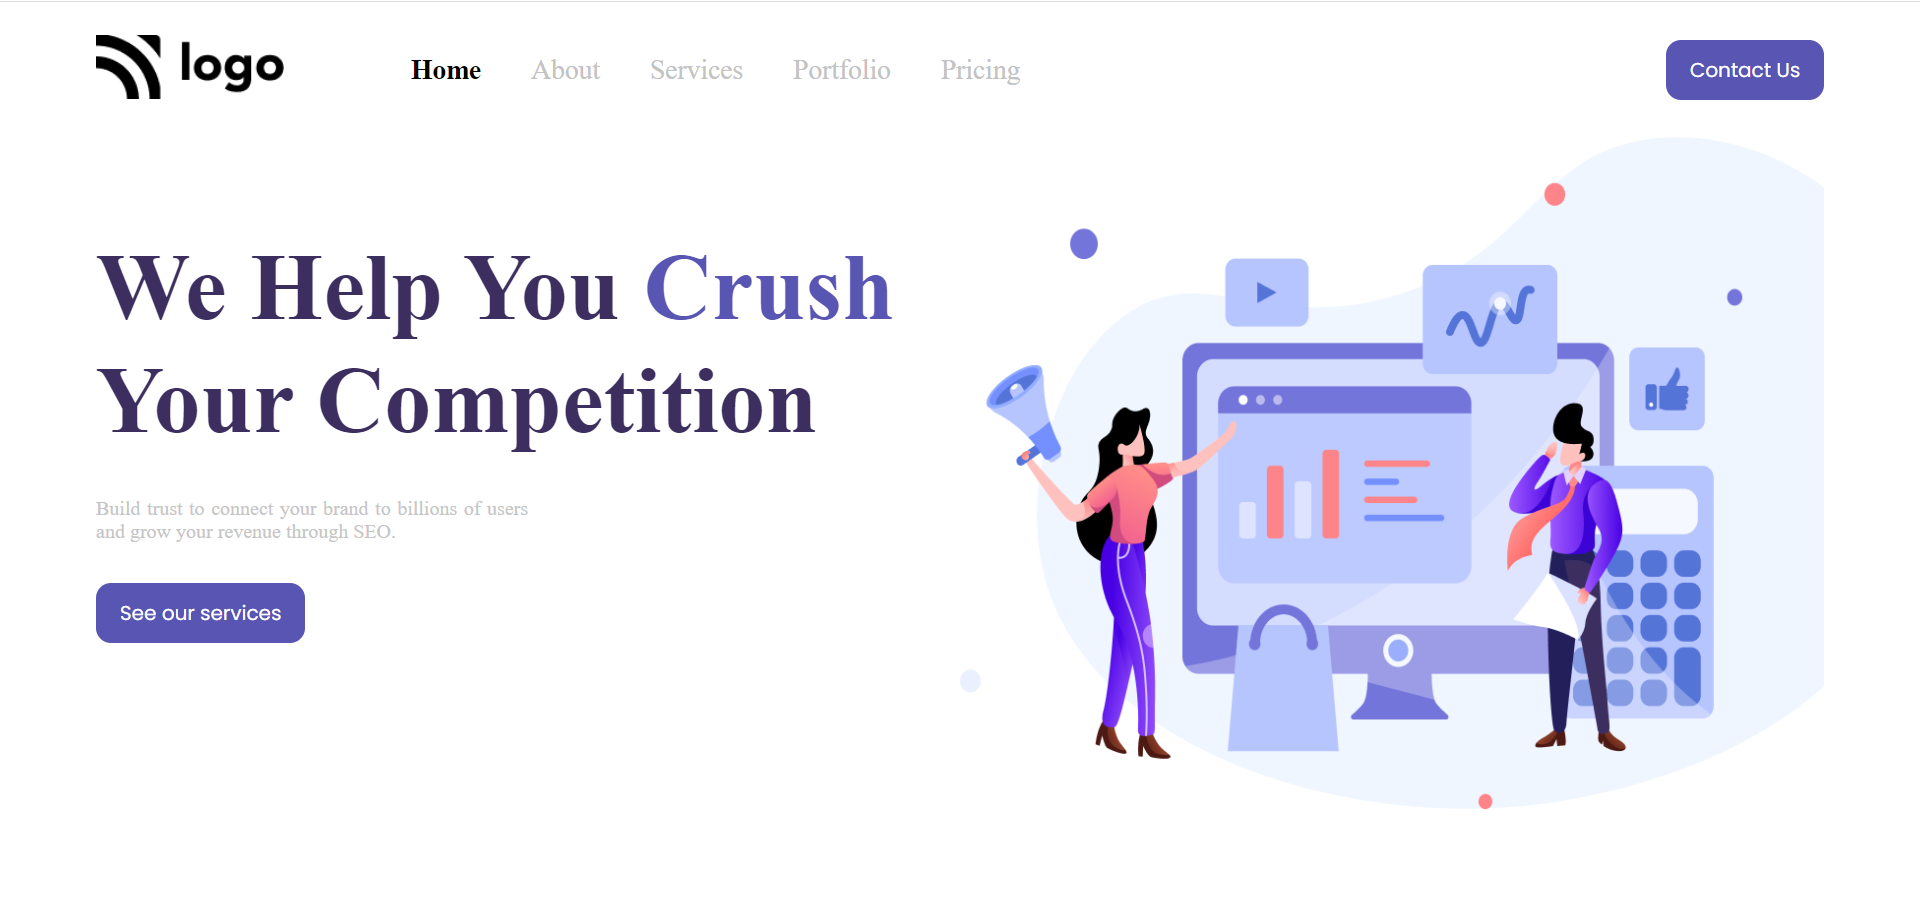 logo
Home About Services Portfolio Pricing
Contact Us
We Help You Crush
Your Competition
Build trust to connect your brand to billions of users
and grow your revenue through SEO.
See our services